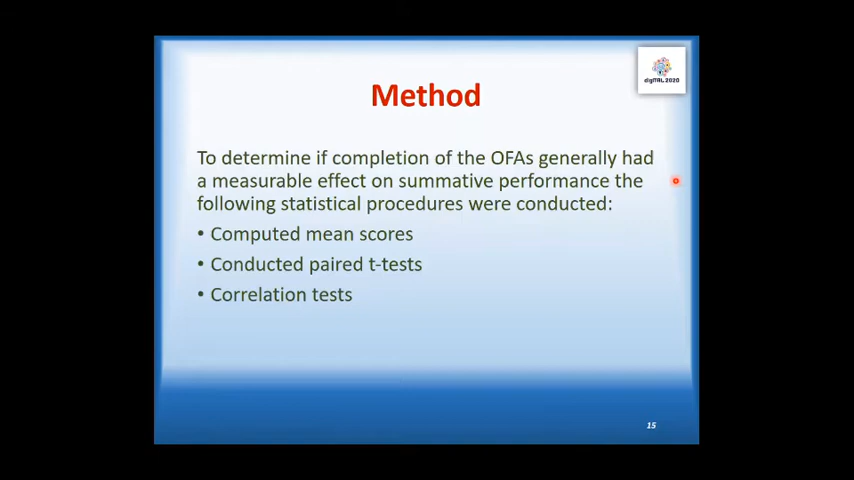 digITAL 2020
Method
To determine if completion of the OFAs generally had
a measurable effect on summative performance the
following statistical procedures were conducted:
• Computed mean scores
• Conducted paired t-tests
• Correlation tests
15